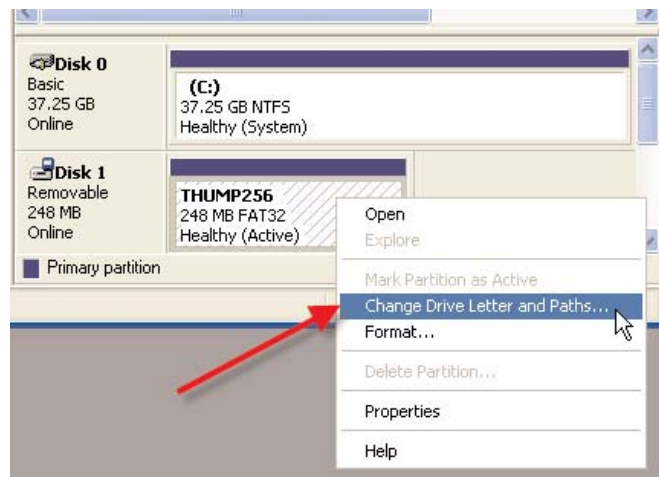 Disk 0
Basic
37.25 GB
Online
(C:)
37.25 GB NTFS
Healthy (System)
Disk 1
Removable
248 MB
Online
THUMP256
248 MB FAT32
Healthy (Active)
Primary partition
Open
Explore
Mark Partition as Active
Change Drive Letter and Paths...
Format...
Delete Partition...
Properties
Help